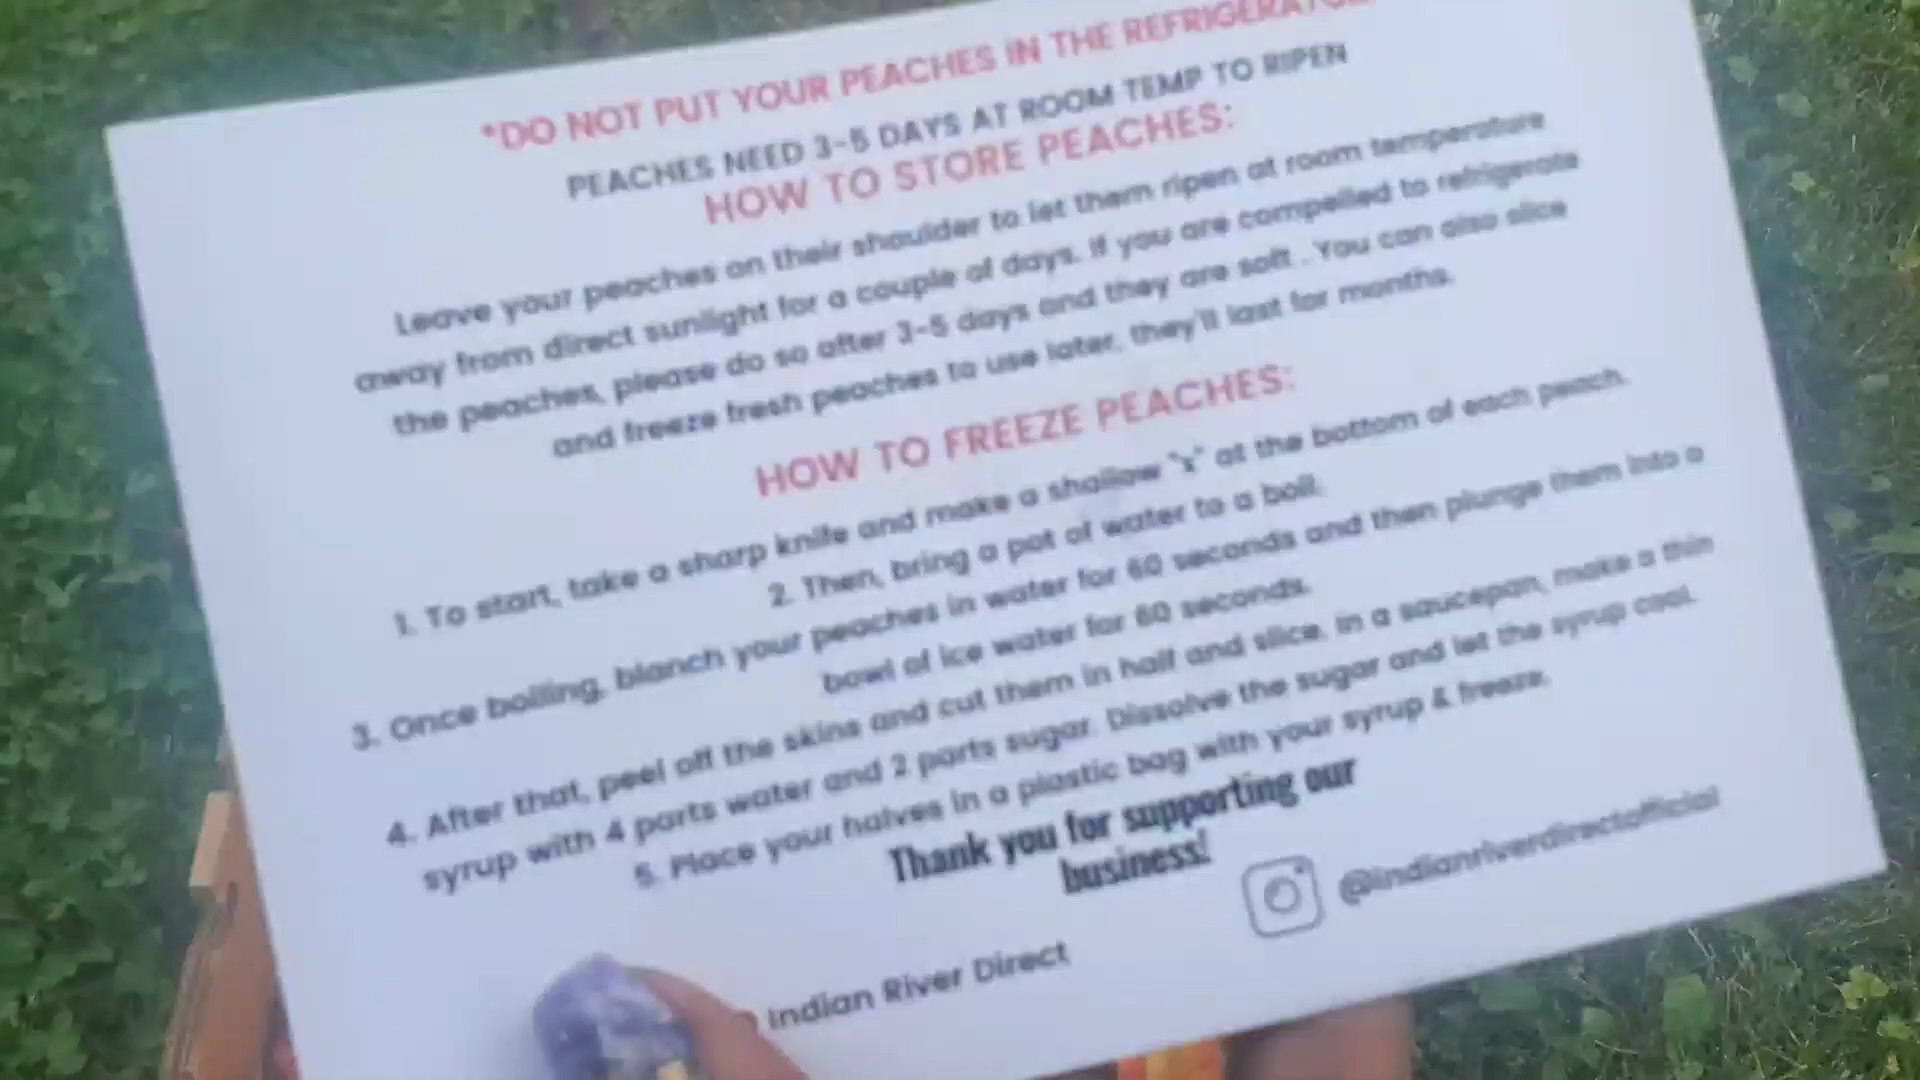 *DO NOT PUT YOUR PEACHES IN THE REFRIGERATOR
PEACHES NEED 3-5 DAYS AT ROOM TEMP TO RIPEN
HOW TO STORE PEACHES:
Leave your peaches on their shoulder to let them ripen at room temperature
away from direct sunlight for a couple of days. If you are compelled to refrigerate
the peaches, please do so after 3-5 days and they are soft . You can also slice
and freeze fresh peaches to use later, they'll last for months.
HOW TO FREEZE PEACHES:
1. To start, take a sharp knife and make a shallow "x" at the bottom of each peach.
2. Then, bring a pot of water to a boil.
3. Once boiling, blanch your peaches in water for 60 seconds and then plunge them into a
bowl of ice water for 60 seconds.
4. After that, peel off the skins and cut them in half and slice. In a saucepan, make a thin
syrup with 4 parts water and 2 parts sugar. Dissolve the sugar and let the syrup cool.
5. Place your halves in a plastic bag with your syrup & freeze.
Thank you for supporting our
business!
@indianriverdirectofficial
Indian River Direct